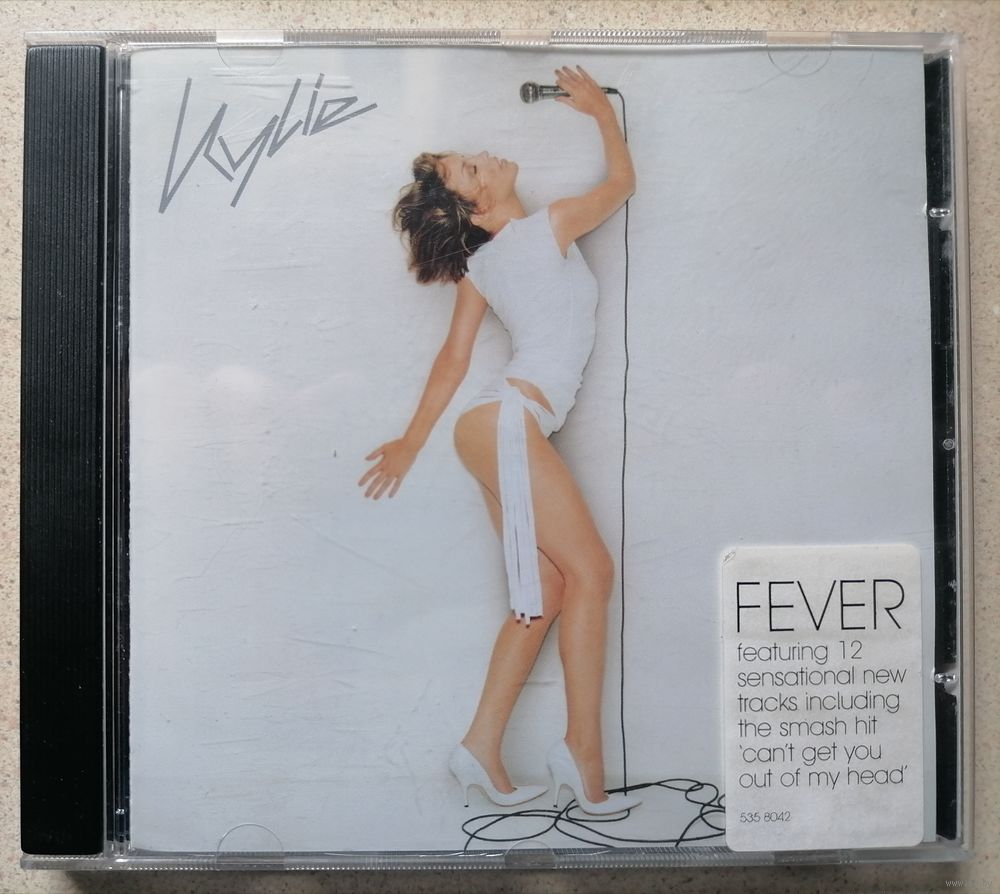 Kylie
FEVER
featuring 12
sensational new
tracks including
the smash hit
'can't get you
out of my head'
535 8042